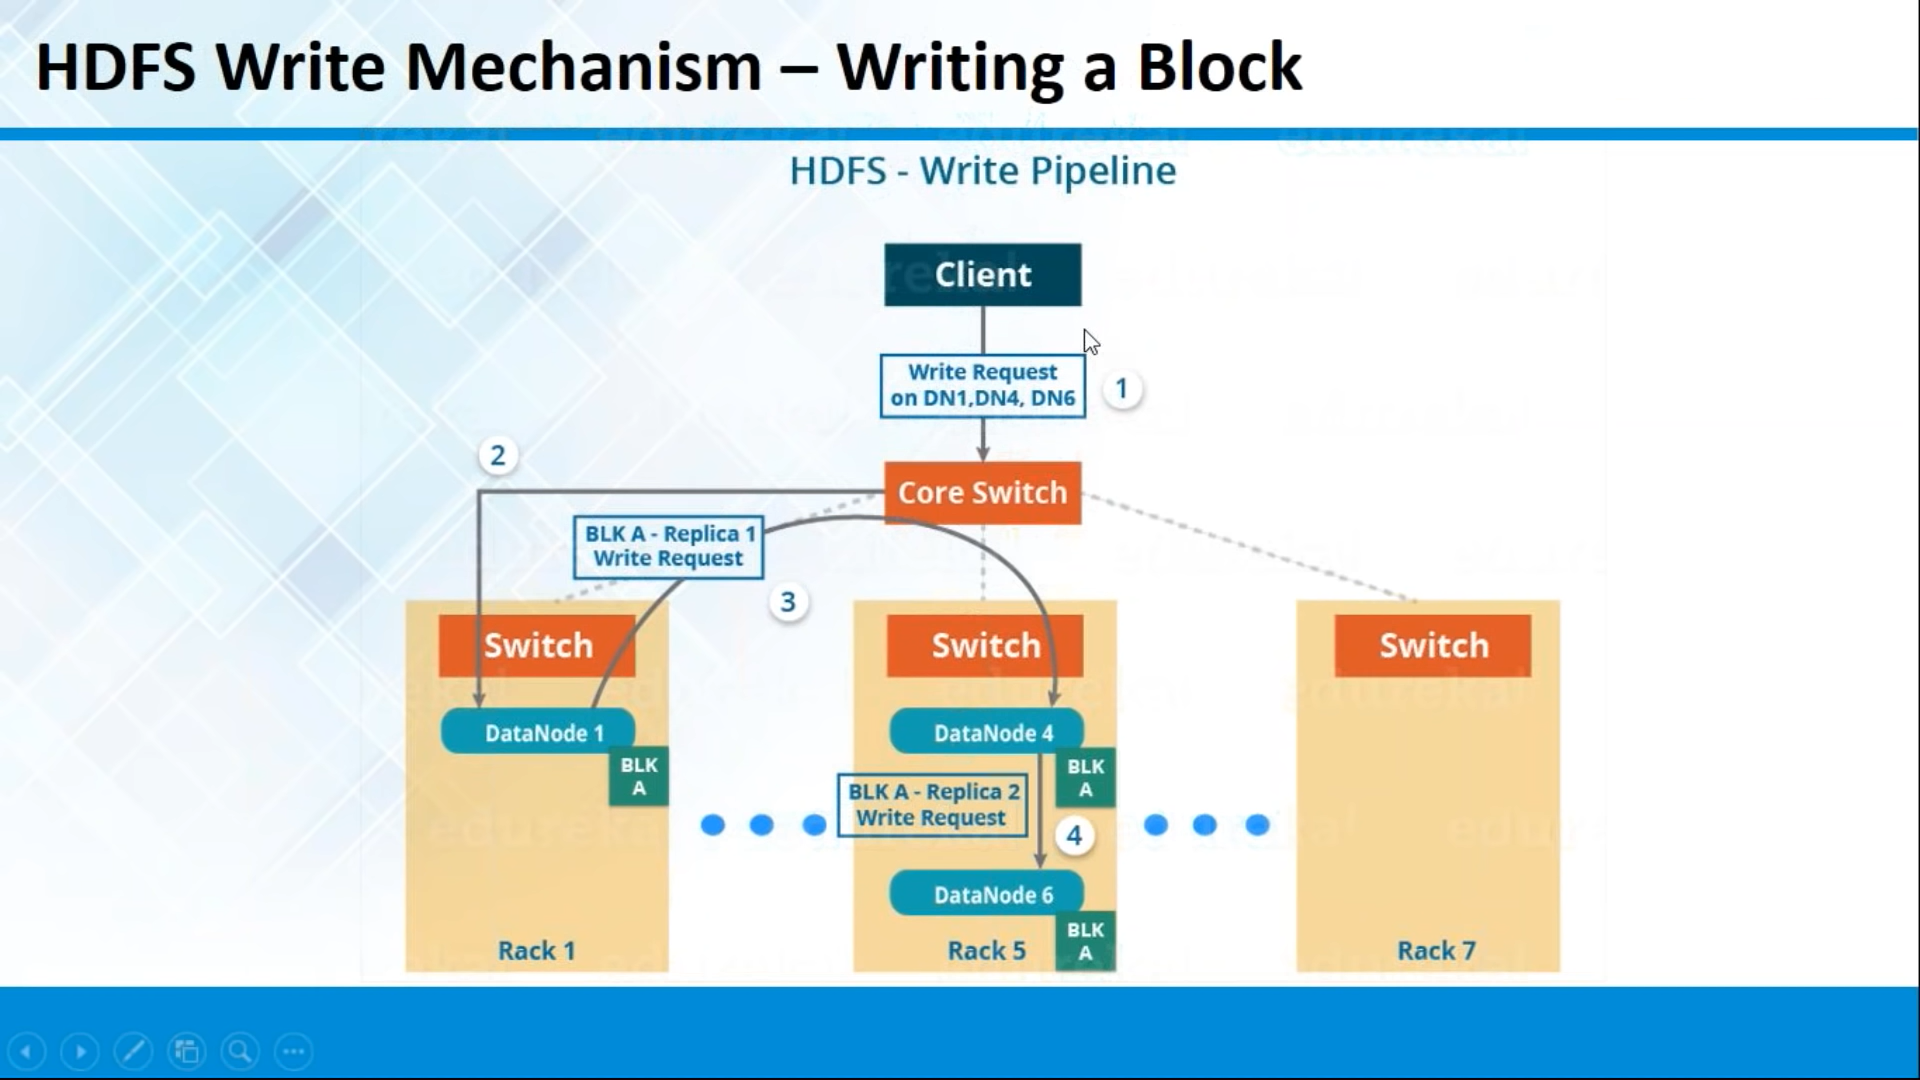 HDFS Write Mechanism – Writing a Block
HDFS - Write Pipeline
Client
Write Request
on DN1,DN4, DN6
1
2
Core Switch
BLK A - Replica 1
Write Request
3
Switch
Switch
Switch
DataNode 1
DataNode 4
BLK
A
BLK
A
BLK A - Replica 2
Write Request
4
DataNode 6
BLK
A
Rack 1
Rack 5
Rack 7